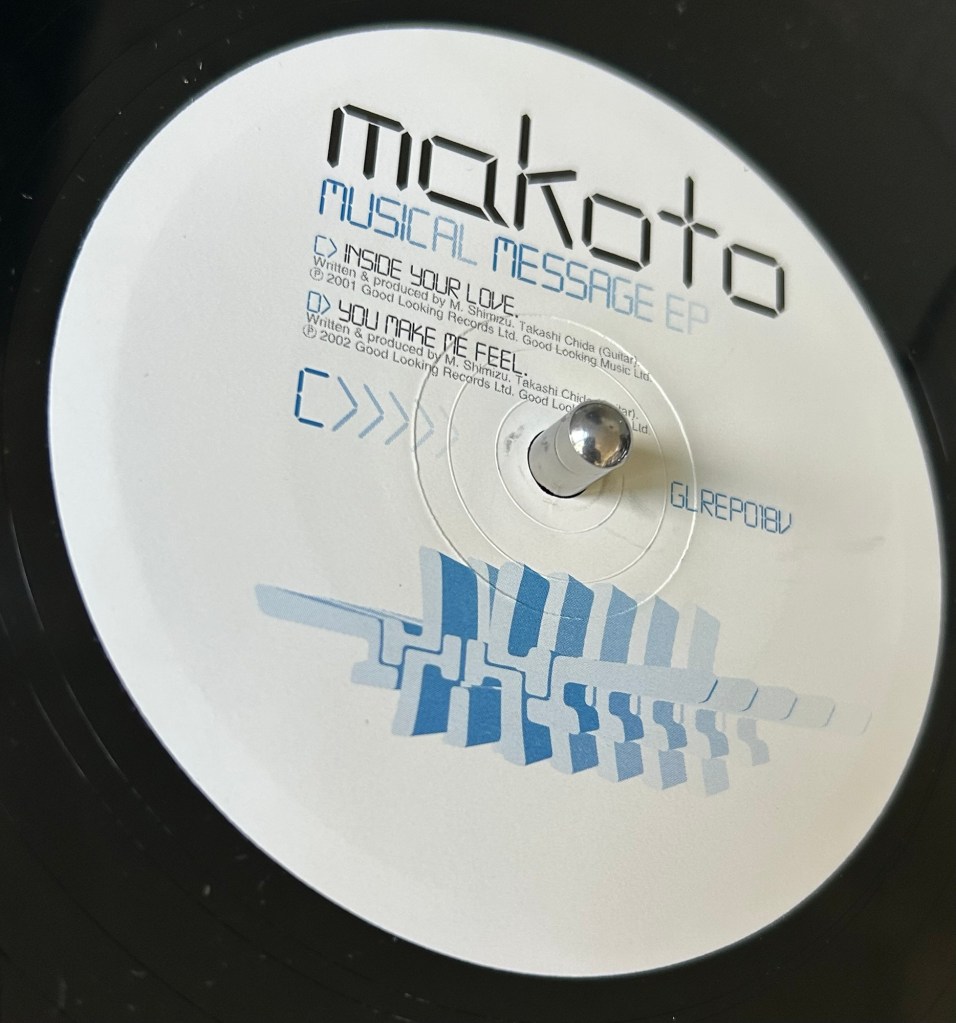 makoto
MUSICAL MESSAGE EP
C> INSIDE YOUR LOVE.
Written & produced by M. Shimizu. Takashi Chida (Guitar).
℗ 2001 Good Looking Records Ltd. Good Looking Music Ltd.
D> YOU MAKE ME FEEL.
Written & produced by M. Shimizu. Takashi Chida
℗ 2002 Good Looking Records Ltd. Good Ltd.
C>>>>>
GLREP018V